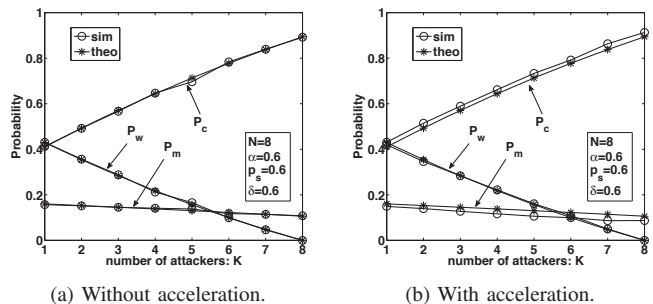 1
0.8
0.6
0.4
0.2
0
Probability
sim
theo
P_c
P_w
P_m
N=8
α=0.6
p_s=0.6
δ=0.6
1 2 3 4 5 6 7 8
number of attackers: K
(a) Without acceleration.
1
0.8
0.6
0.4
0.2
0
Probability
sim
theo
P_c
P_w
P_m
N=8
α=0.6
p_s=0.6
δ=0.6
1 2 3 4 5 6 7 8
number of attackers: K
(b) With acceleration.